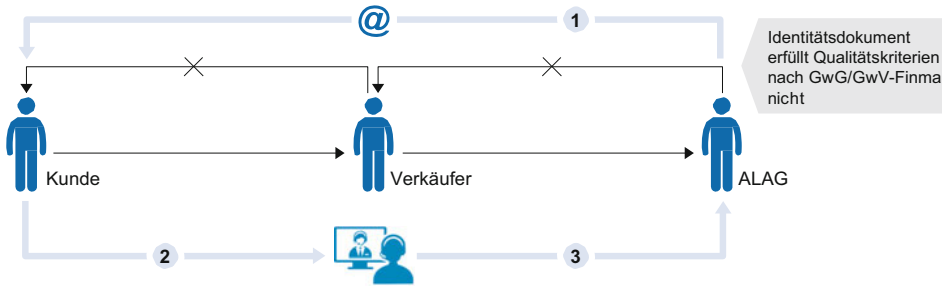 @
1
Identitätsdokument
erfüllt Qualitätskriterien
nach GwG/GwV-Finma
nicht
Kunde
Verkäufer
ALAG
2
3